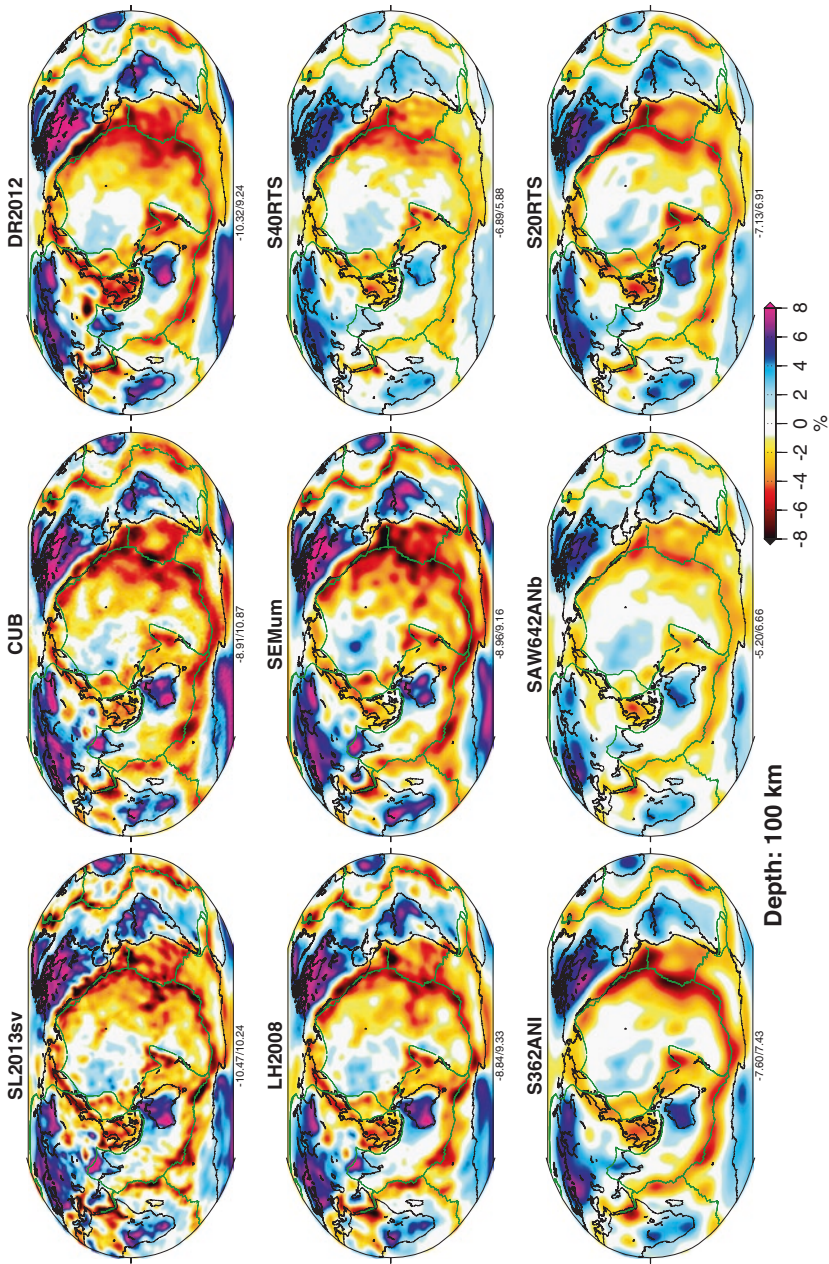 SL2013sv
CUB
DR2012
-10.47/10.24
-8.91/10.87
-10.32/9.24
LH2008
SEMum
S40RTS
-8.84/9.33
-8.96/9.16
-6.89/5.88
S362ANI
SAW642ANb
S20RTS
-7.60/7.43
-5.20/6.66
-7.13/6.91
Depth: 100 km
-8 -6 -4 -2 0 2 4 6 8
%